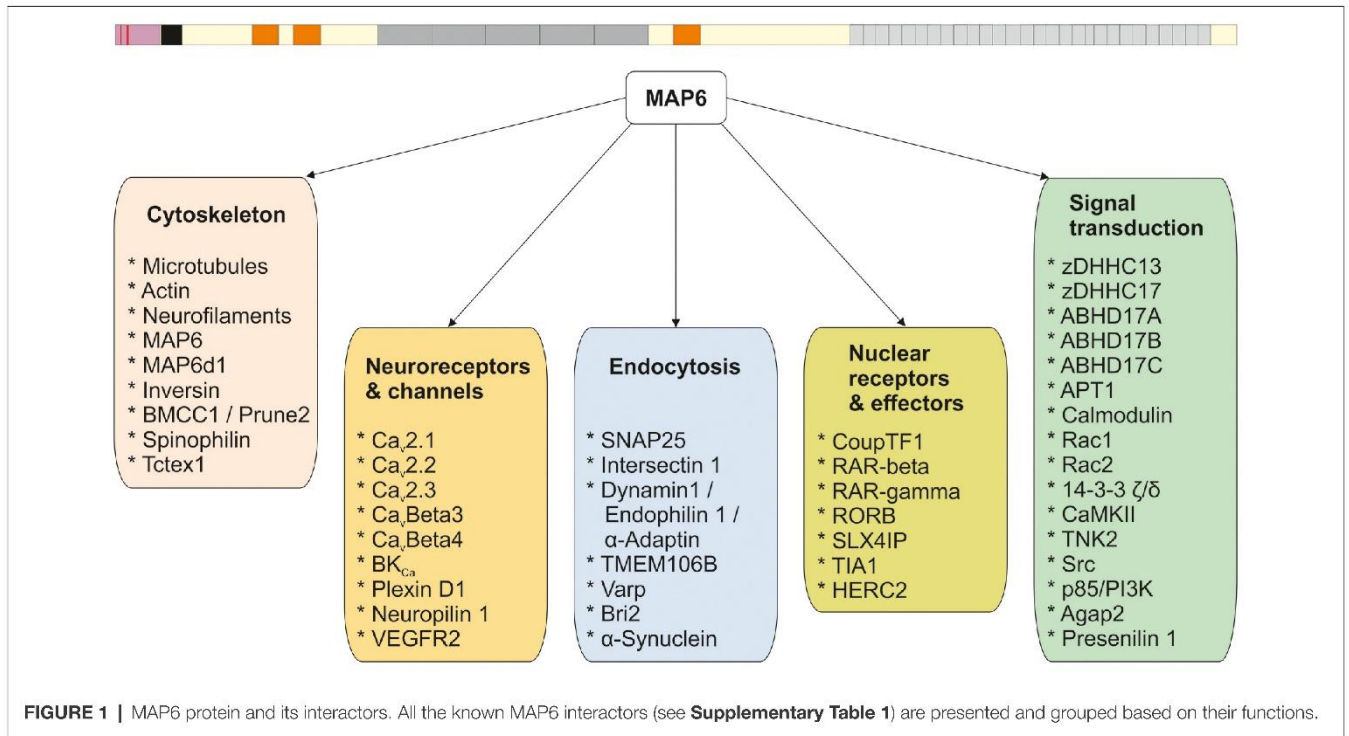 MAP6
Cytoskeleton
* Microtubules
* Actin
* Neurofilaments
* MAP6
* MAP6d1
* Inversin
* BMCC1 / Prune2
* Spinophilin
* Tctex1
Neuroreceptors
& channels
* Caᵥ2.1
* Caᵥ2.2
* Caᵥ2.3
* CaᵥBeta3
* CaᵥBeta4
* BK_Ca
* Plexin D1
* Neuropilin 1
* VEGFR2
Endocytosis
* SNAP25
* Intersectin 1
* Dynamin1 /
Endophilin 1 /
α-Adaptin
* TMEM106B
* Varp
* Bri2
* α-Synuclein
Nuclear
receptors
& effectors
* CoupTF1
* RAR-beta
* RAR-gamma
* RORB
* SLX4IP
* TIA1
* HERC2
Signal
transduction
* zDHHC13
* zDHHC17
* ABHD17A
* ABHD17B
* ABHD17C
* APT1
* Calmodulin
* Rac1
* Rac2
* 14-3-3 ζ/δ
* CaMKII
* TNK2
* Src
* p85/PI3K
* Agap2
* Presenilin 1
FIGURE 1 | MAP6 protein and its interactors. All the known MAP6 interactors (see Supplementary Table 1) are presented and grouped based on their functions.